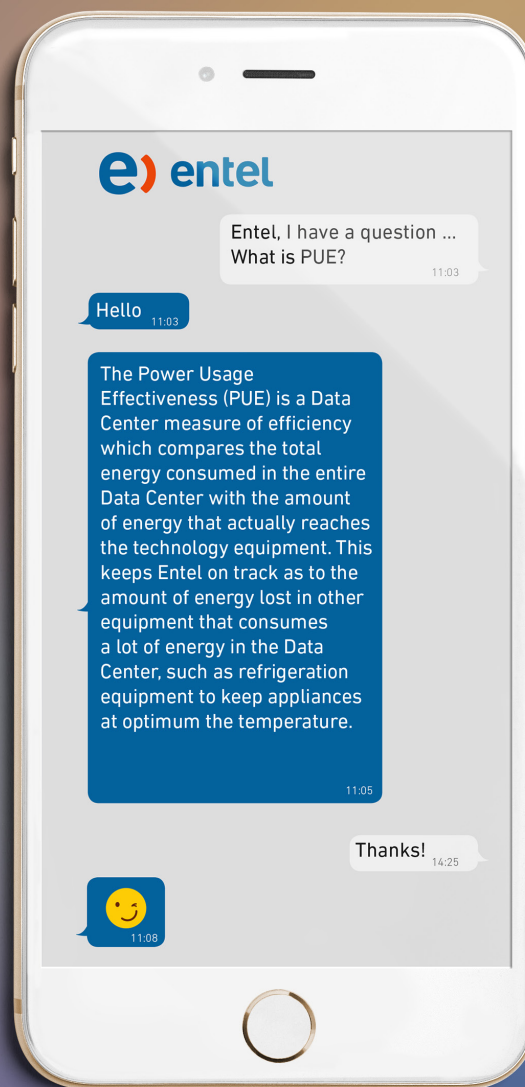 e) entel
Entel, I have a question ...
What is PUE?
11:03
Hello
11:03
The Power Usage
Effectiveness (PUE) is a Data
Center measure of efficiency
which compares the total
energy consumed in the entire
Data Center with the amount
of energy that actually reaches
the technology equipment. This
keeps Entel on track as to the
amount of energy lost in other
equipment that consumes
a lot of energy in the Data
Center, such as refrigeration
equipment to keep appliances
at optimum the temperature.
11:05
Thanks!
14:25
11:08